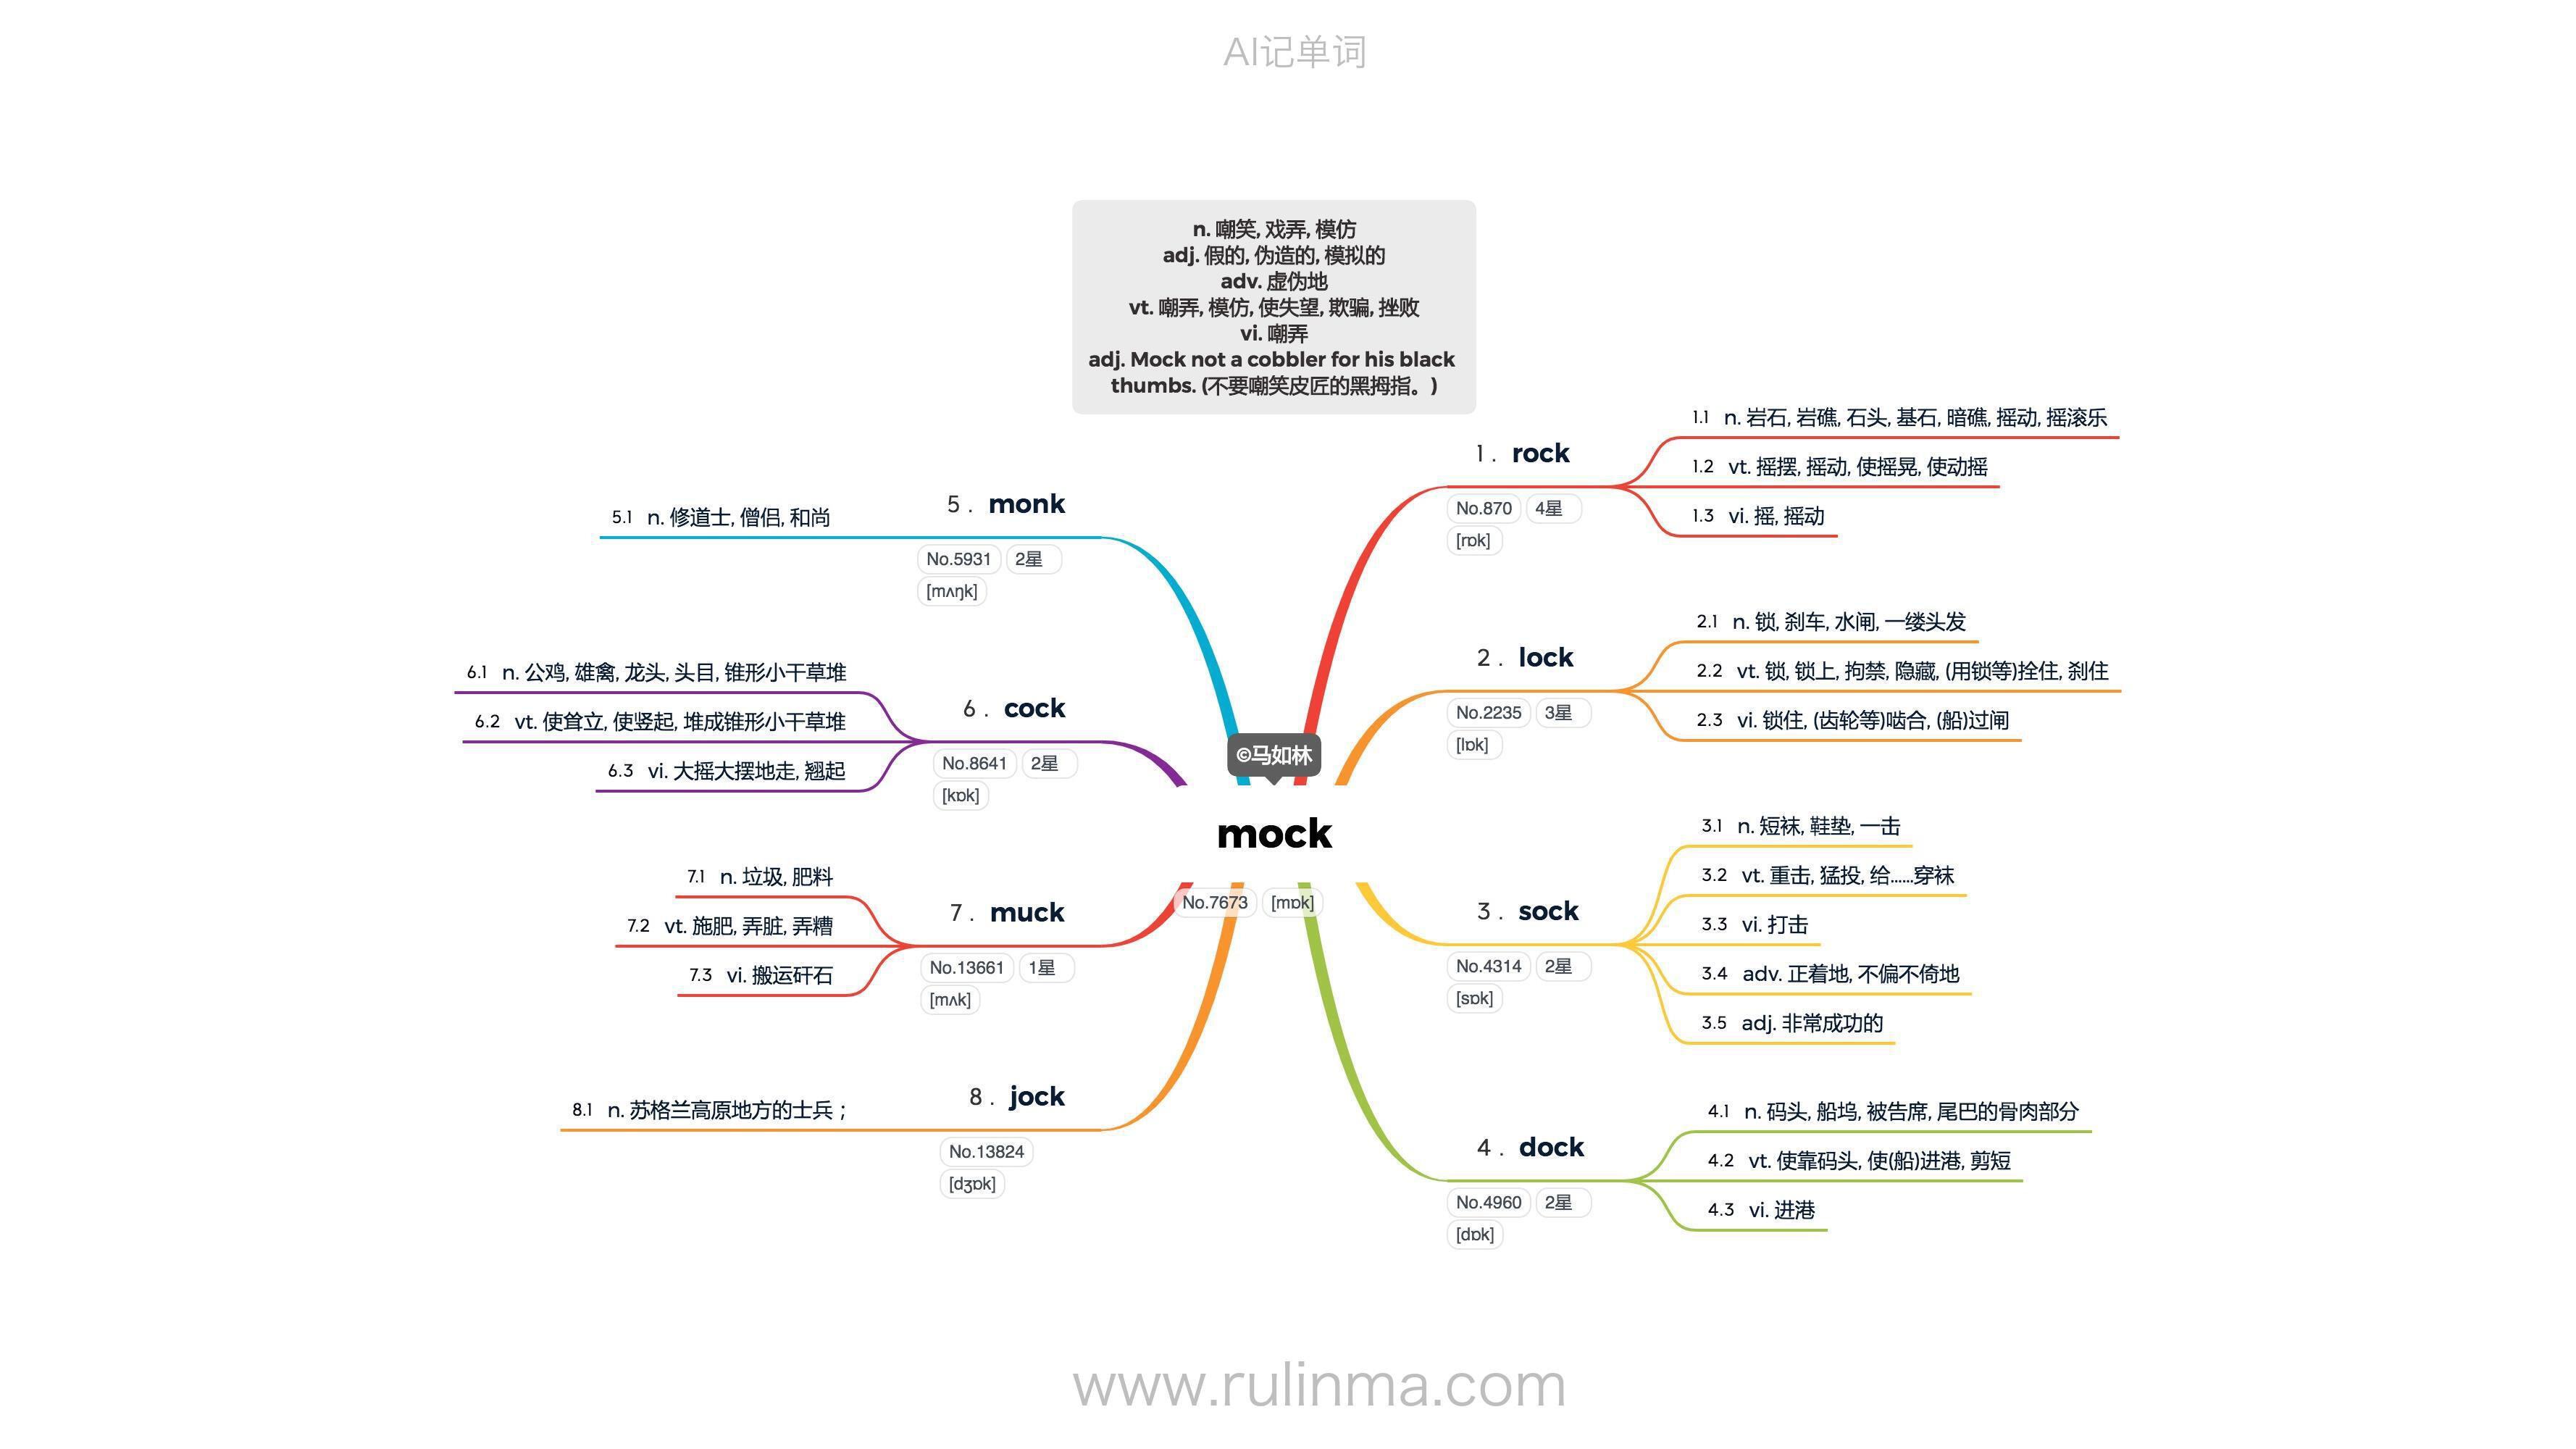 AI记单词
n. 嘲笑, 戏弄, 模仿
adj. 假的, 伪造的, 模拟的
adv. 虚伪地
vt. 嘲弄, 模仿, 使失望, 欺骗, 挫败
vi. 嘲弄
adj. Mock not a cobbler for his black
thumbs. (不要嘲笑皮匠的黑拇指。)
©马如林
mock
No.7673 [mɒk]
1. rock
No.870 4星
[rɒk]
1.1 n. 岩石, 岩礁, 石头, 基石, 暗礁, 摇动, 摇滚乐
1.2 vt. 摇摆, 摇动, 使摇晃, 使动摇
1.3 vi. 摇, 摇动
2. lock
No.2235 3星
[lɒk]
2.1 n. 锁, 刹车, 水闸, 一缕头发
2.2 vt. 锁, 锁上, 拘禁, 隐藏, (用锁等)拴住, 刹住
2.3 vi. 锁住, (齿轮等)啮合, (船)过闸
3. sock
No.4314 2星
[sɒk]
3.1 n. 短袜, 鞋垫, 一击
3.2 vt. 重击, 猛投, 给......穿袜
3.3 vi. 打击
3.4 adv. 正着地, 不偏不倚地
3.5 adj. 非常成功的
4. dock
No.4960 2星
[dɒk]
4.1 n. 码头, 船坞, 被告席, 尾巴的骨肉部分
4.2 vt. 使靠码头, 使(船)进港, 剪短
4.3 vi. 进港
5. monk
No.5931 2星
[mʌŋk]
5.1 n. 修道士, 僧侣, 和尚
6. cock
No.8641 2星
[kɒk]
6.1 n. 公鸡, 雄禽, 龙头, 头目, 锥形小干草堆
6.2 vt. 使耸立, 使竖起, 堆成锥形小干草堆
6.3 vi. 大摇大摆地走, 翘起
7. muck
No.13661 1星
[mʌk]
7.1 n. 垃圾, 肥料
7.2 vt. 施肥, 弄脏, 弄糟
7.3 vi. 搬运矸石
8. jock
No.13824
[dʒɒk]
8.1 n. 苏格兰高原地方的士兵；
www.rulinma.com